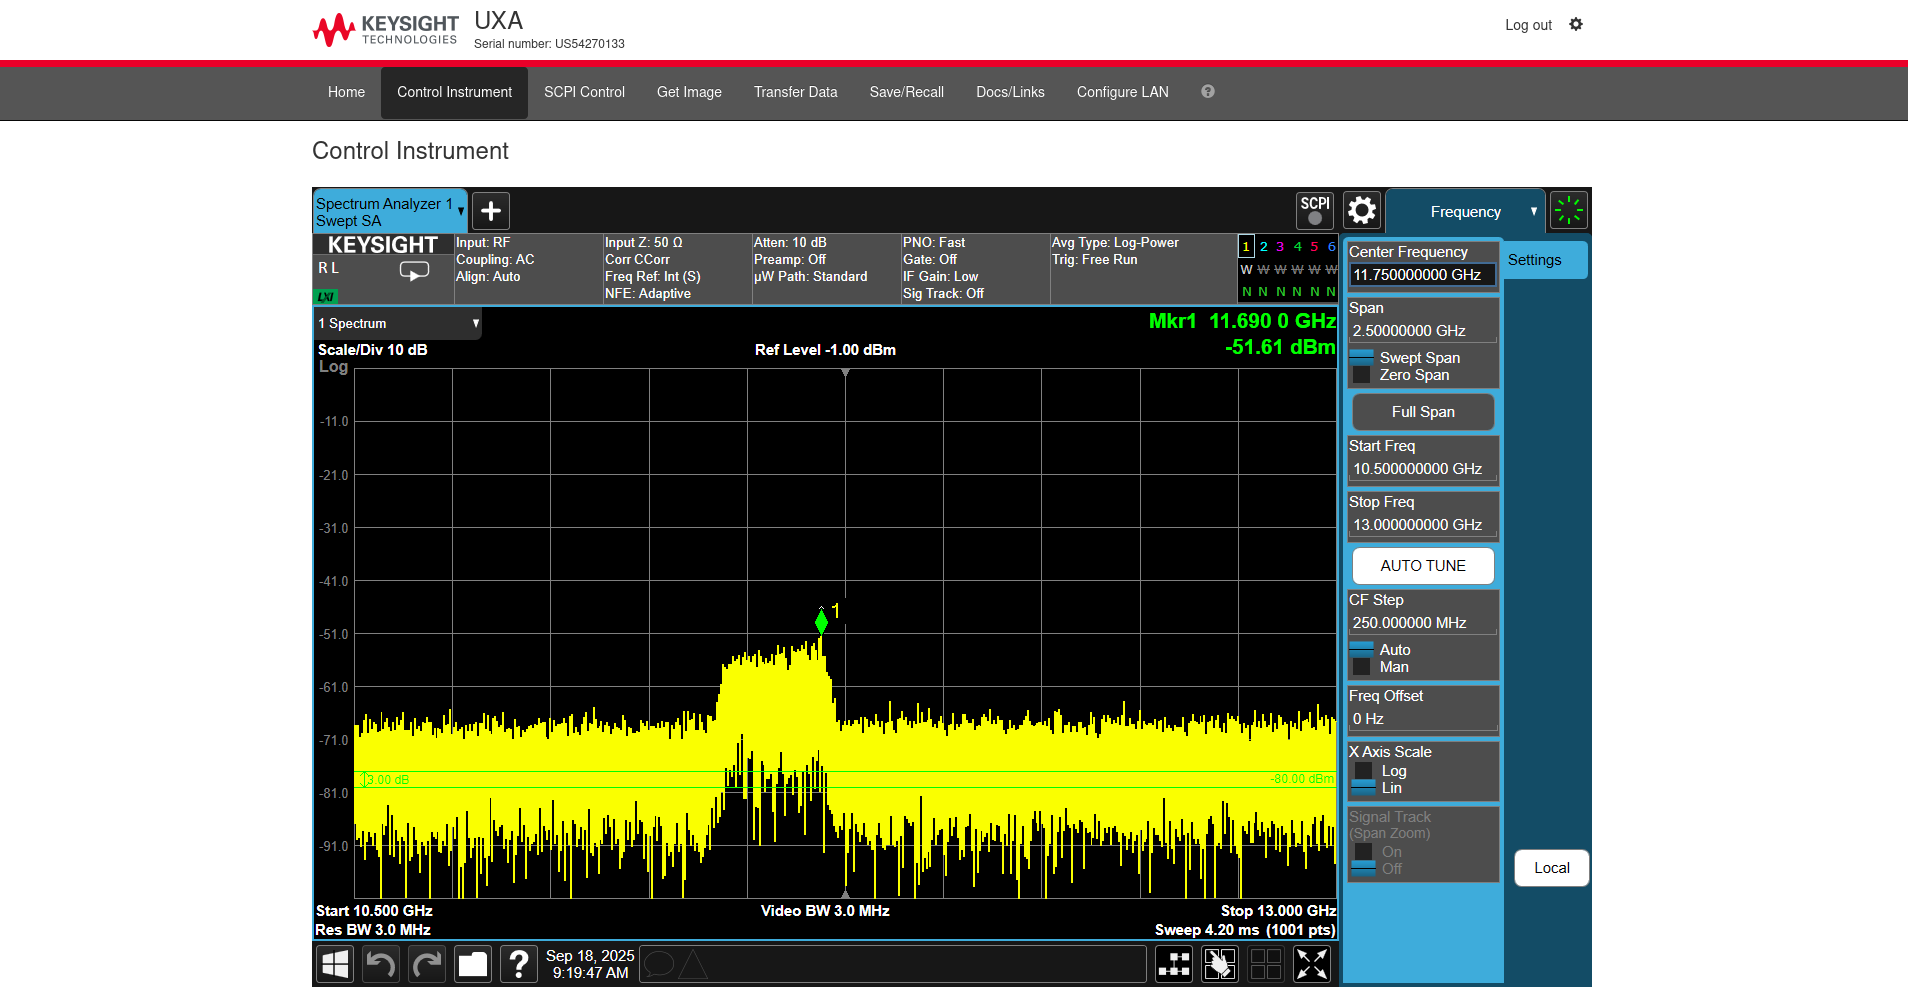 KEYSIGHT
TECHNOLOGIES
UXA
Serial number: US54270133
Log out
Home
Control Instrument
SCPI Control
Get Image
Transfer Data
Save/Recall
Docs/Links
Configure LAN
?
Control Instrument
Spectrum Analyzer 1
Swept SA
+
SCPI
Frequency
KEYSIGHT
R L
LXI
Input: RF
Coupling: AC
Align: Auto
Input Z: 50 Ω
Corr CCorr
Freq Ref: Int (S)
NFE: Adaptive
Atten: 10 dB
Preamp: Off
µW Path: Standard
PNO: Fast
Gate: Off
IF Gain: Low
Sig Track: Off
Avg Type: Log-Power
Trig: Free Run
1 2 3 4 5 6
W W W W W W
N N N N N N
1 Spectrum
Scale/Div 10 dB
Log
Ref Level -1.00 dBm
Mkr1 11.690 0 GHz
-51.61 dBm
-11.0
-21.0
-31.0
-41.0
-51.0
-61.0
-71.0
-81.0
-91.0
1
3.00 dB
-80.00 dBm
Start 10.500 GHz
Video BW 3.0 MHz
Stop 13.000 GHz
Res BW 3.0 MHz
Sweep 4.20 ms (1001 pts)
Center Frequency
11.750000000 GHz
Settings
Span
2.50000000 GHz
Swept Span
Zero Span
Full Span
Start Freq
10.500000000 GHz
Stop Freq
13.000000000 GHz
AUTO TUNE
CF Step
250.000000 MHz
Auto
Man
Freq Offset
0 Hz
X Axis Scale
Log
Lin
Signal Track
(Span Zoom)
On
Off
Local
?
Sep 18, 2025
9:19:47 AM